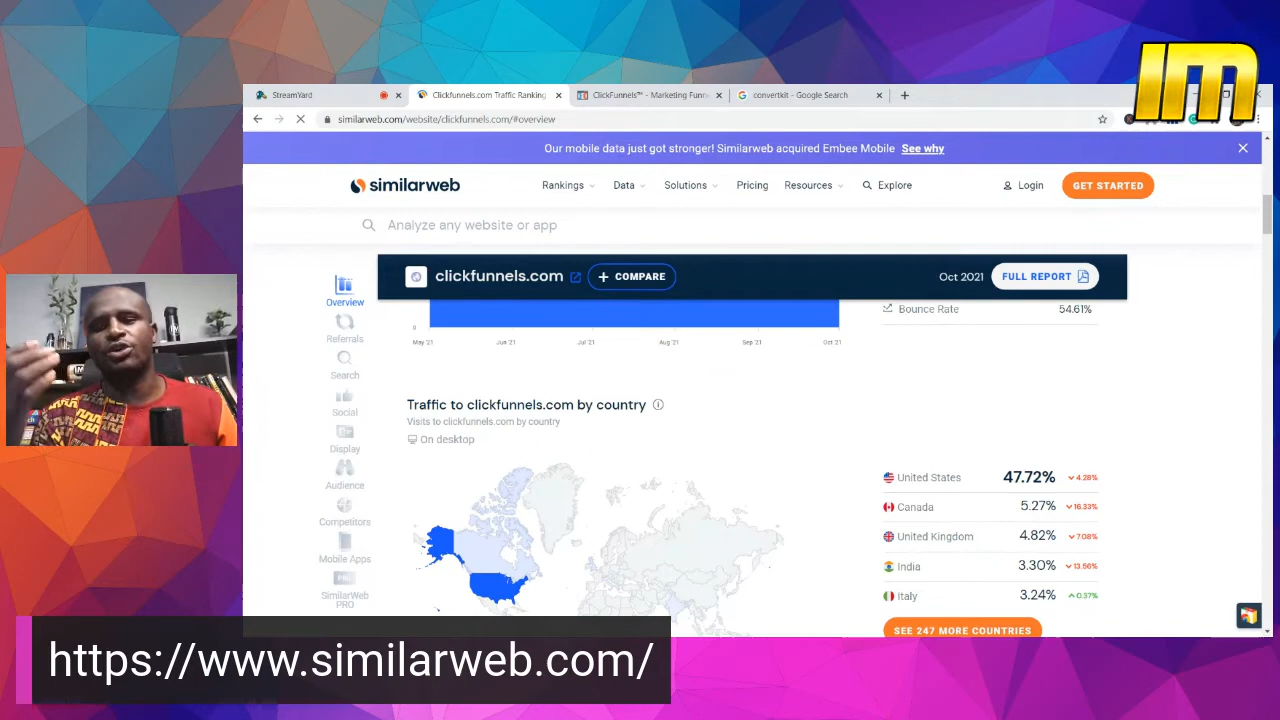 IM
StreamYard
Clickfunnels.com Traffic Ranking
ClickFunnels™ - Marketing Funn
convertkit - Google Search
similarweb.com/website/clickfunnels.com/#overview
Our mobile data just got stronger! Similarweb acquired Embee Mobile See why
similarweb
Rankings
Data
Solutions
Pricing
Resources
Explore
Login
GET STARTED
Analyze any website or app
clickfunnels.com
+ COMPARE
Oct 2021
FULL REPORT
Overview
Referrals
Search
Social
Display
Audience
Competitors
Mobile Apps
PRO
SimilarWeb
PRO
0
May '21
Jun '21
Jul '21
Aug '21
Sep '21
Oct '21
Bounce Rate 54.61%
Traffic to clickfunnels.com by country
Visits to clickfunnels.com by country
On desktop
United States 47.72% 4.28%
Canada 5.27% 16.33%
United Kingdom 4.82% 7.08%
India 3.30% 13.56%
Italy 3.24% 0.37%
SEE 247 MORE COUNTRIES
https://www.similarweb.com/